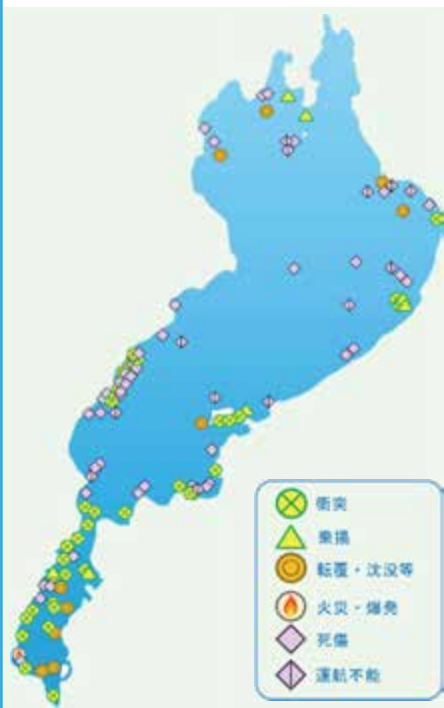 衝突
乗揚
転覆・沈没等
火災・爆発
死傷
運航不能